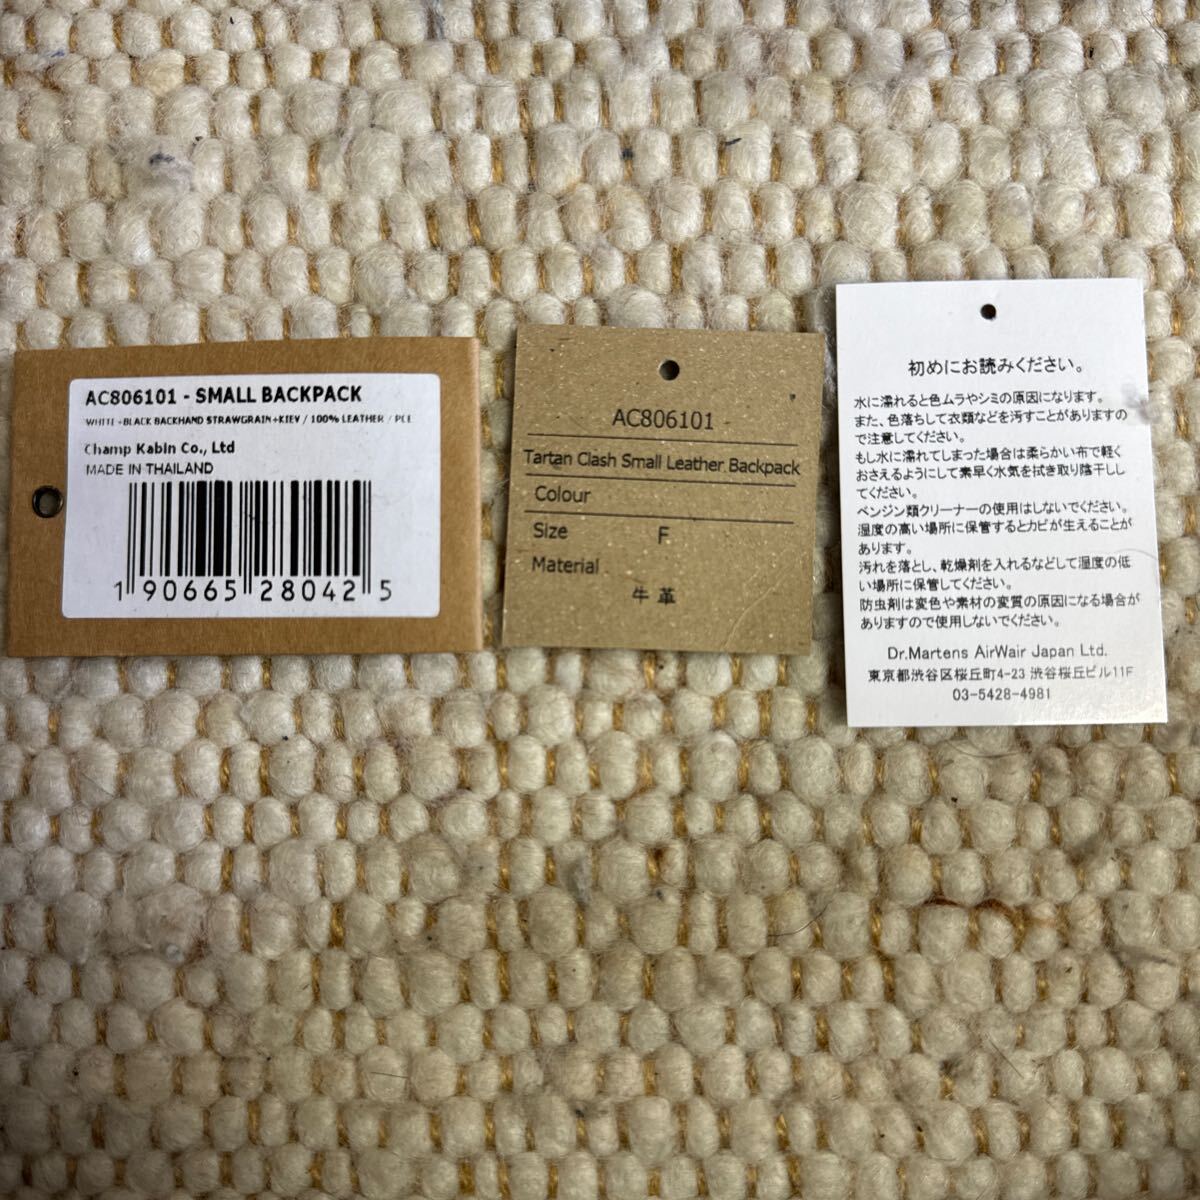 AC806101 - SMALL BACKPACK
WHITE+BLACK BACKHAND STRAWGRAIN+KIEV / 100% LEATHER / PCE
Champ Kabin Co., Ltd
MADE IN THAILAND
1 90665 28042 5
AC806101 -
Tartan Clash Small Leather Backpack
Colour
Size F
Material
牛革
初めにお読みください。
水に濡れると色ムラやシミの原因になります。
また、色落ちして衣類などを汚すことがありますの
で注意してください。
もし水に濡れてしまった場合は柔らかい布で軽く
おさえるようにして素早く水気を拭き取り陰干しし
てください。
ベンジン類クリーナーの使用はしないでください。
湿度の高い場所に保管するとカビが生えることが
あります。
汚れを落とし、乾燥剤を入れるなどして湿度の低
い場所に保管してください。
防虫剤は変色や素材の変質の原因になる場合が
ありますので使用しないでください。
Dr.Martens AirWair Japan Ltd.
東京都渋谷区桜丘町4-23 渋谷桜丘ビル11F
03-5428-4981